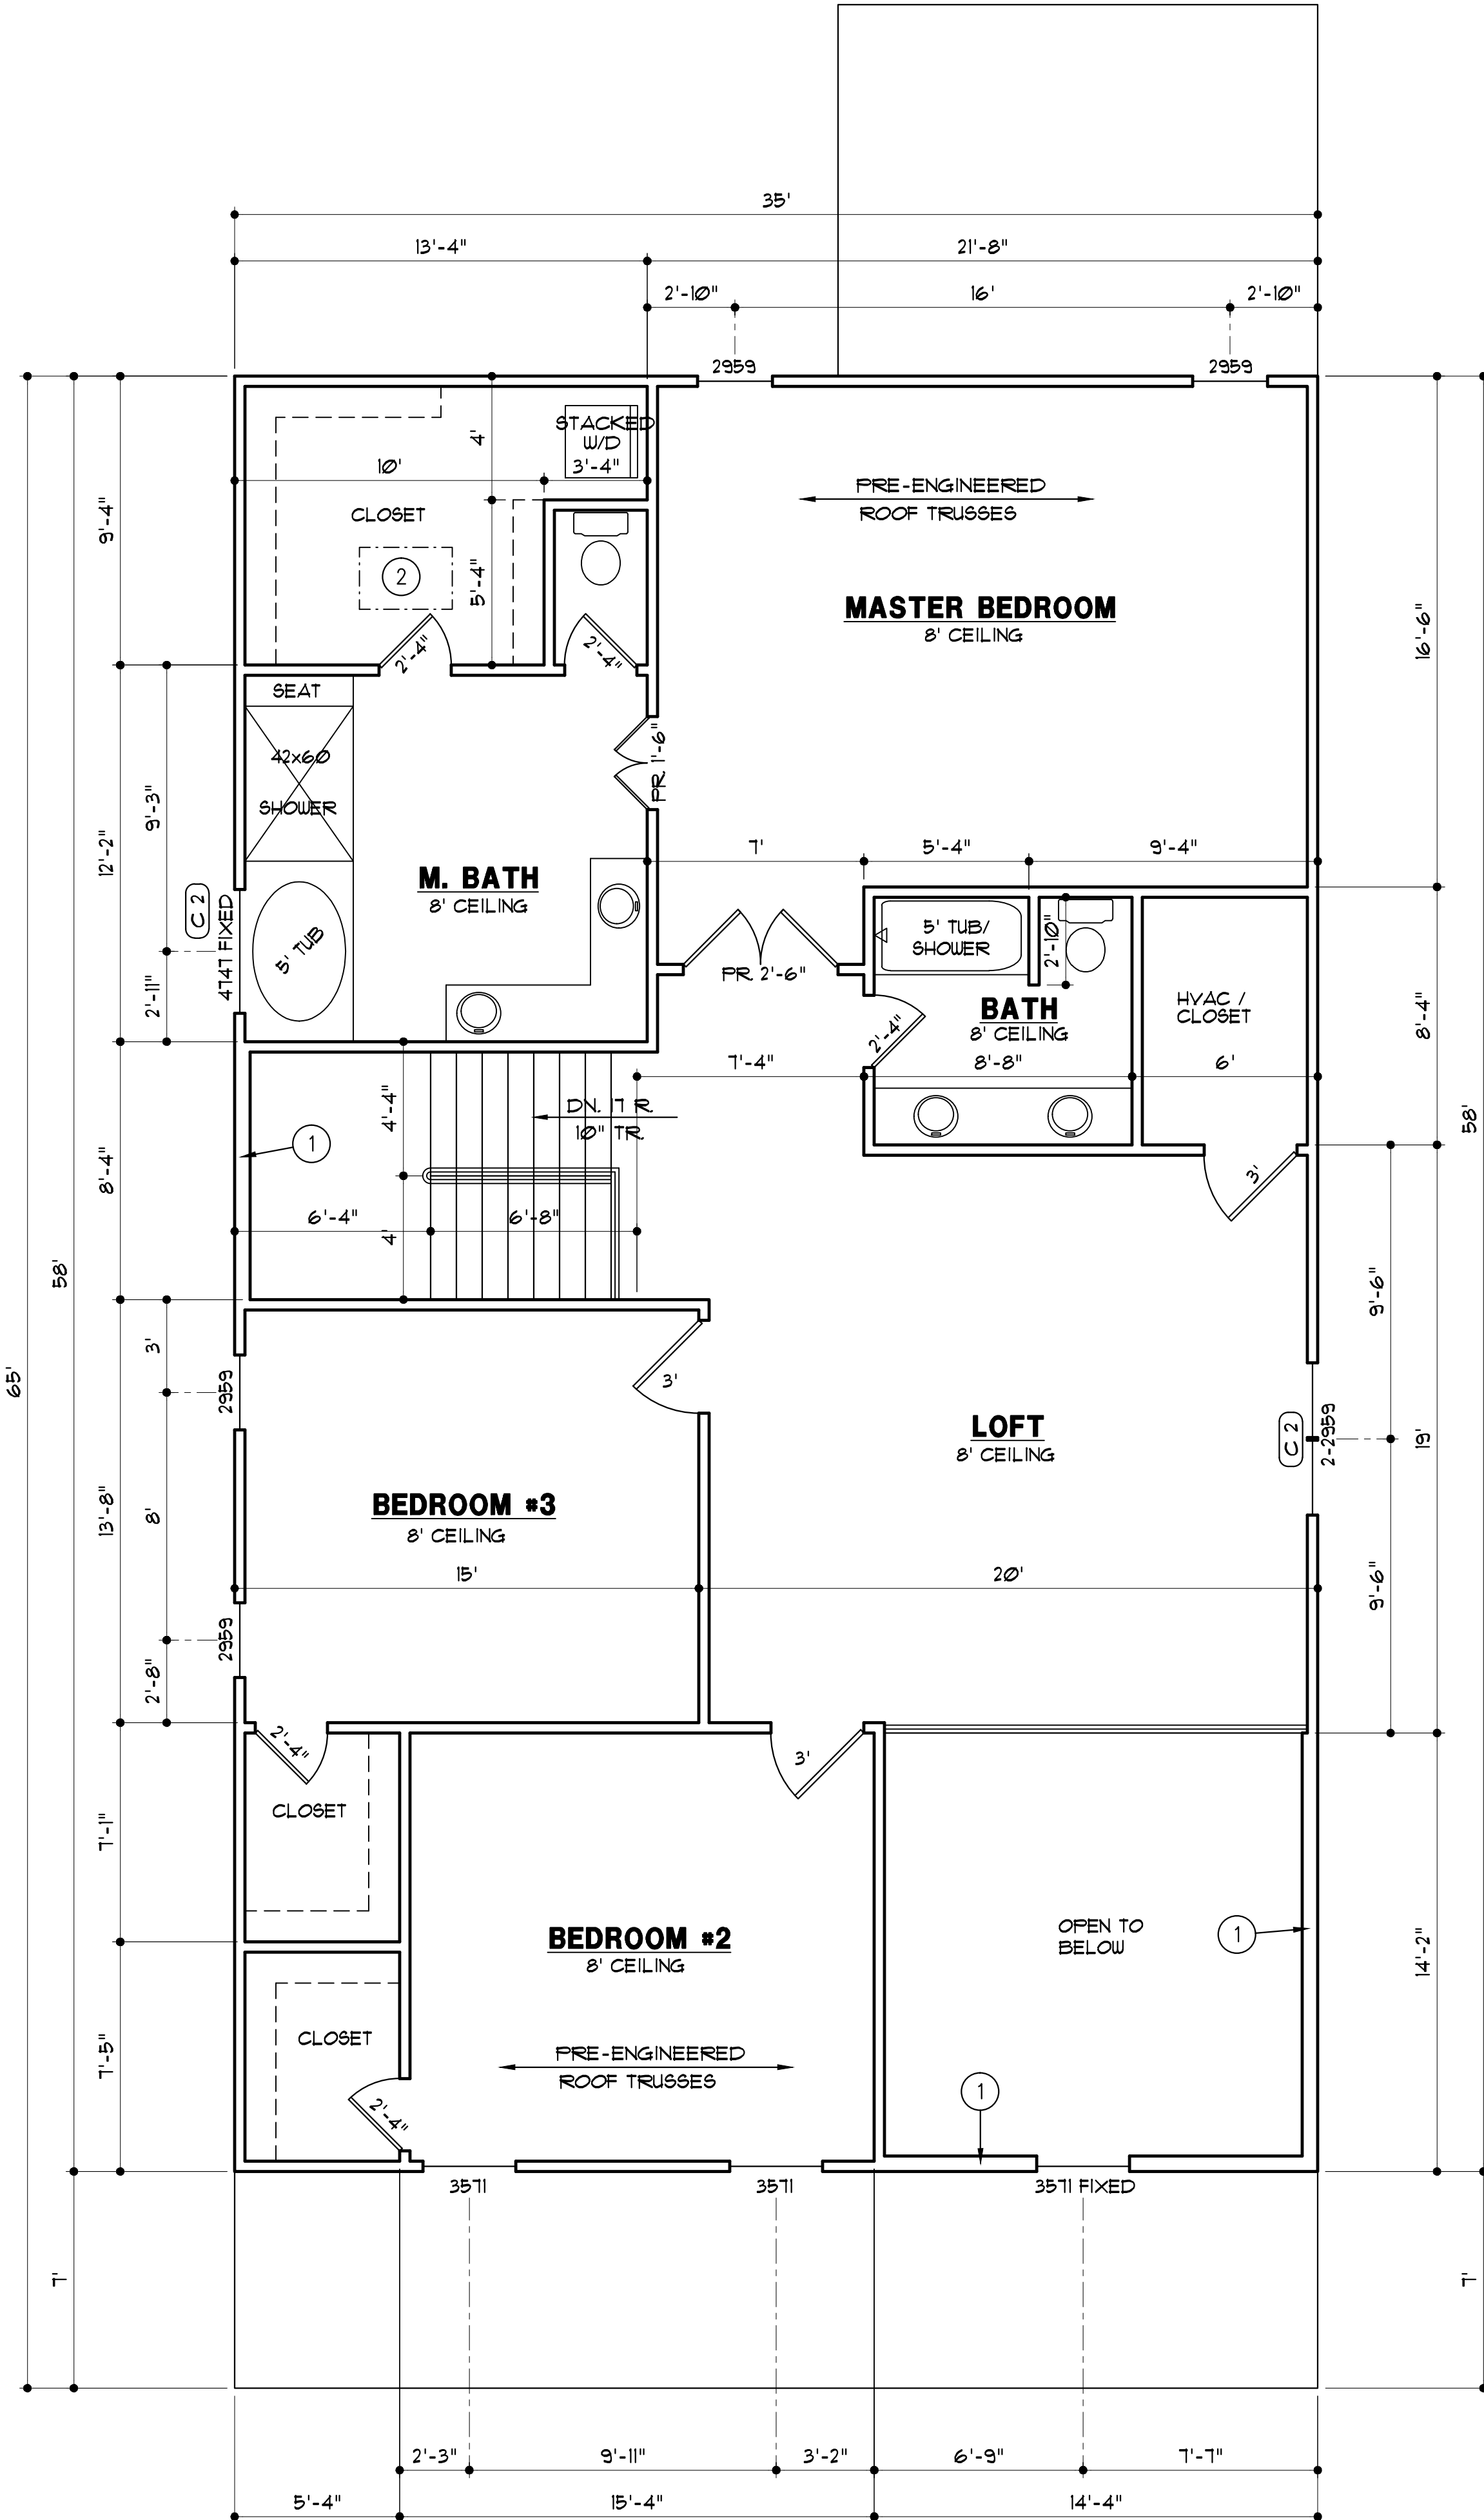 35'
13'-4"
21'-8"
2'-10"
16'
2'-10"
2959
2959
STACKED
W/D
4'
10'
3'-4"
9'-4"
CLOSET
PRE-ENGINEERED
ROOF TRUSSES
2
5'-4"
MASTER BEDROOM
8' CEILING
16'-6"
2'-4"
2'-4"
SEAT
42x60
SHOWER
PR. 1'-6"
9'-3"
12'-2"
7'
5'-4"
9'-4"
M. BATH
8' CEILING
C 2
4747 FIXED
5' TUB
2'-11"
PR. 2'-6"
5' TUB/
SHOWER
2'-10"
BATH
8' CEILING
HVAC /
CLOSET
8'-4"
2'-4"
7'-4"
8'-8"
6'
4'-4"
DN. 17 R
10" TR.
1
58'
8'-4"
6'-4"
6'-8"
4'
3'
58'
65'
9'-6"
3'
2959
3'
LOFT
8' CEILING
C 2
2-2959
19'
BEDROOM #3
8' CEILING
13'-8"
8'
15'
20'
9'-6"
2959
2'-8"
2'-4"
3'
CLOSET
7'-1"
BEDROOM #2
8' CEILING
OPEN TO
BELOW
1
14'-2"
CLOSET
7'-5"
PRE-ENGINEERED
ROOF TRUSSES
2'-4"
1
3571
3571
3571 FIXED
7'
7'
2'-3"
9'-11"
3'-2"
6'-9"
7'-7"
5'-4"
15'-4"
14'-4"